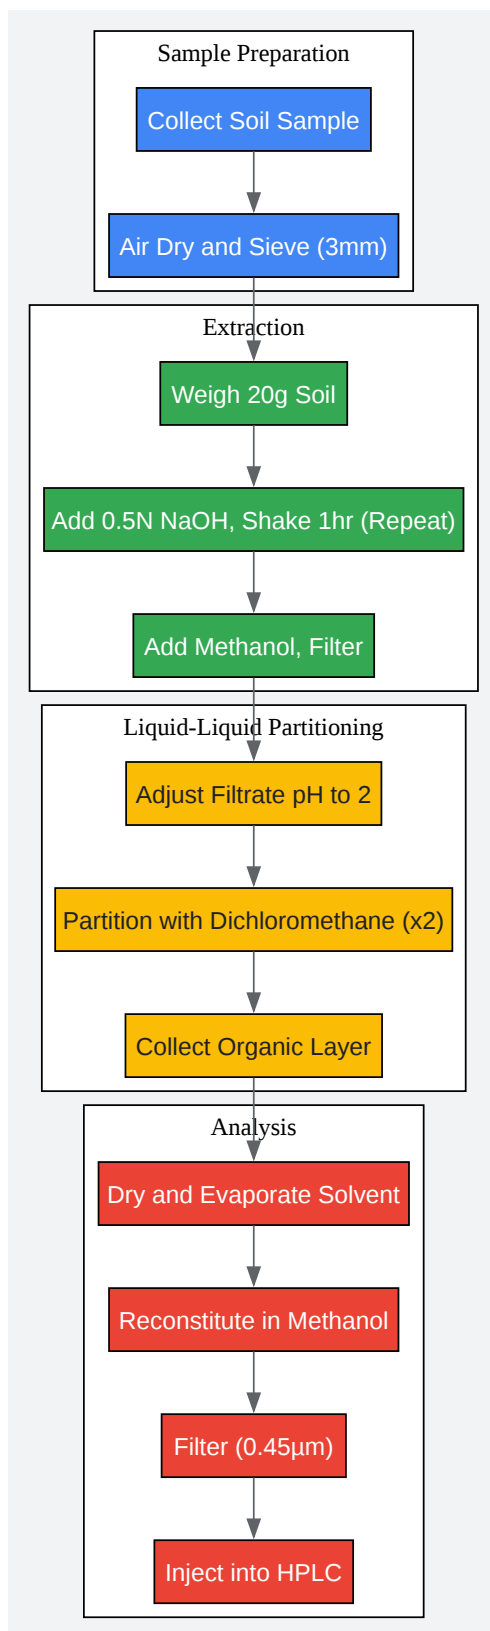 Sample Preparation
Collect Soil Sample
Air Dry and Sieve (3mm)
Extraction
Weigh 20g Soil
Add 0.5N NaOH, Shake 1hr (Repeat)
Add Methanol, Filter
Liquid-Liquid Partitioning
Adjust Filtrate pH to 2
Partition with Dichloromethane (x2)
Collect Organic Layer
Analysis
Dry and Evaporate Solvent
Reconstitute in Methanol
Filter (0.45µm)
Inject into HPLC